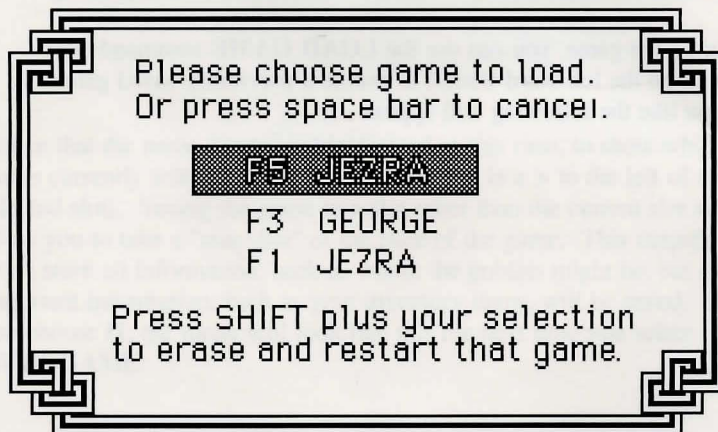 Please choose game to load.
Or press space bar to cancel.
F5 JEZRA
F3 GEORGE
F1 JEZRA
Press SHIFT plus your selection
to erase and restart that game.